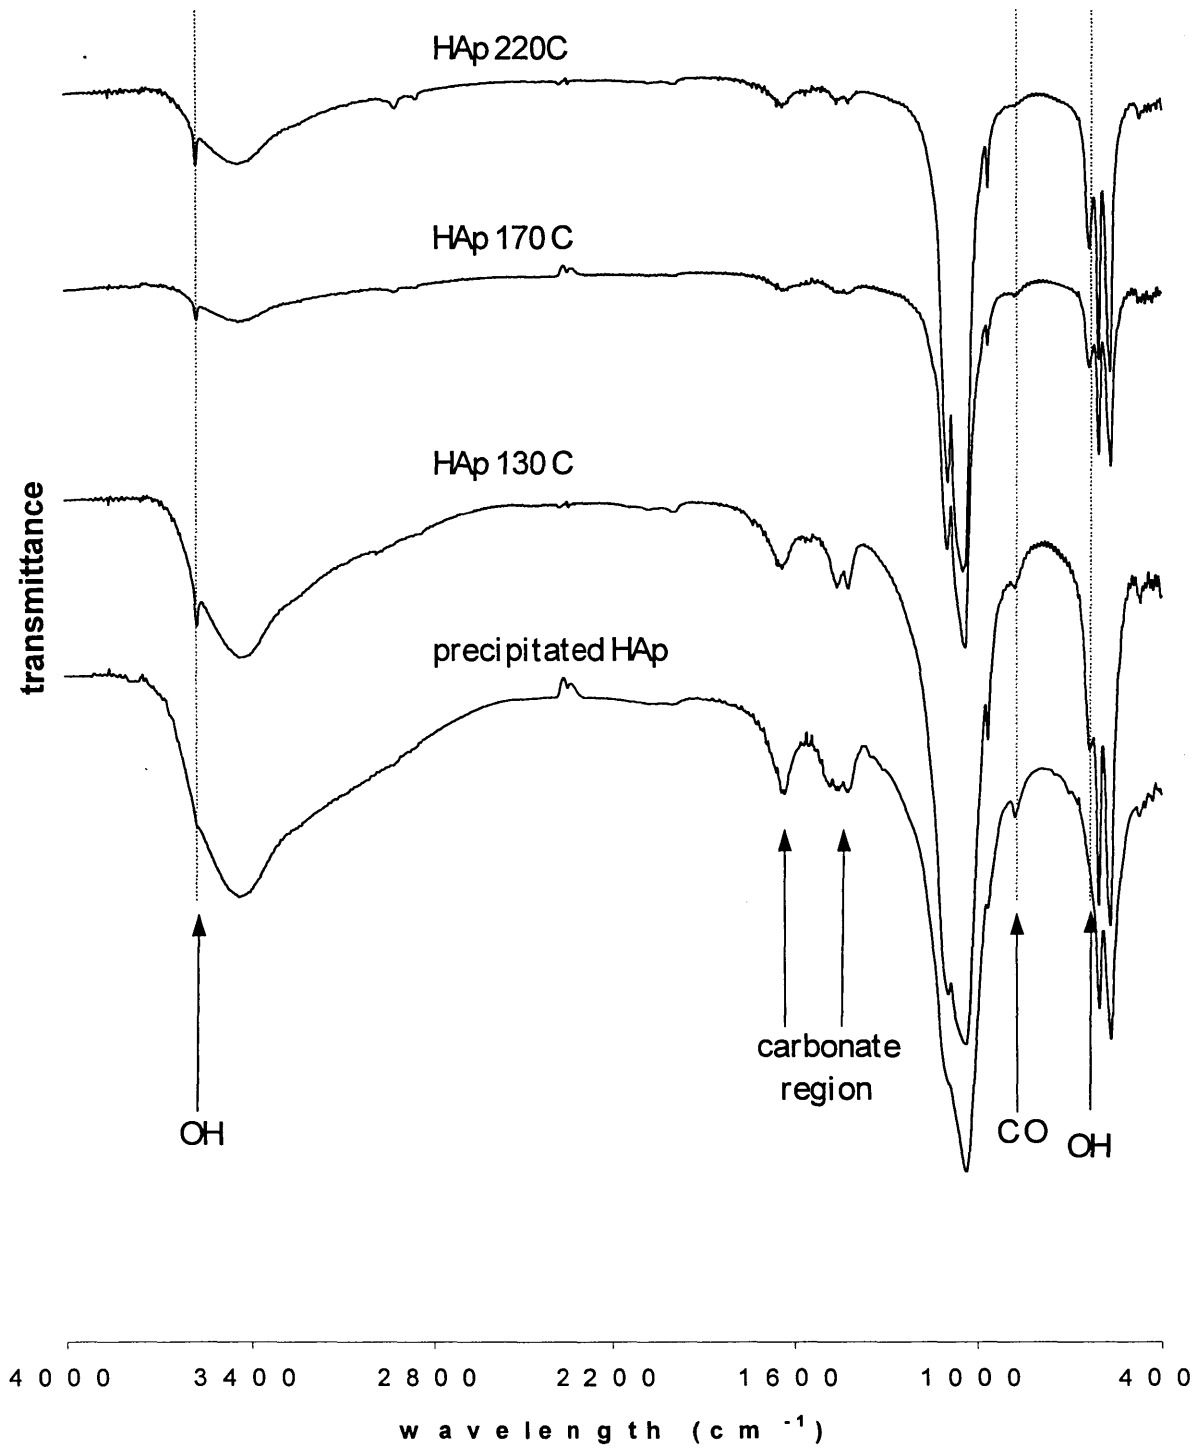 HAp 220C
HAp 170 C
HAp 130 C
precipitated HAp
transmittance
carbonate
region
OH
CO
OH
4000 3400 2800 2200 1600 1000 400
wavelength (cm -1)